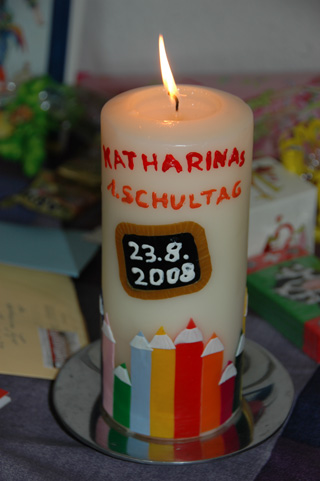 KATHARINAS
1. SCHULTAG
23.8.
2008